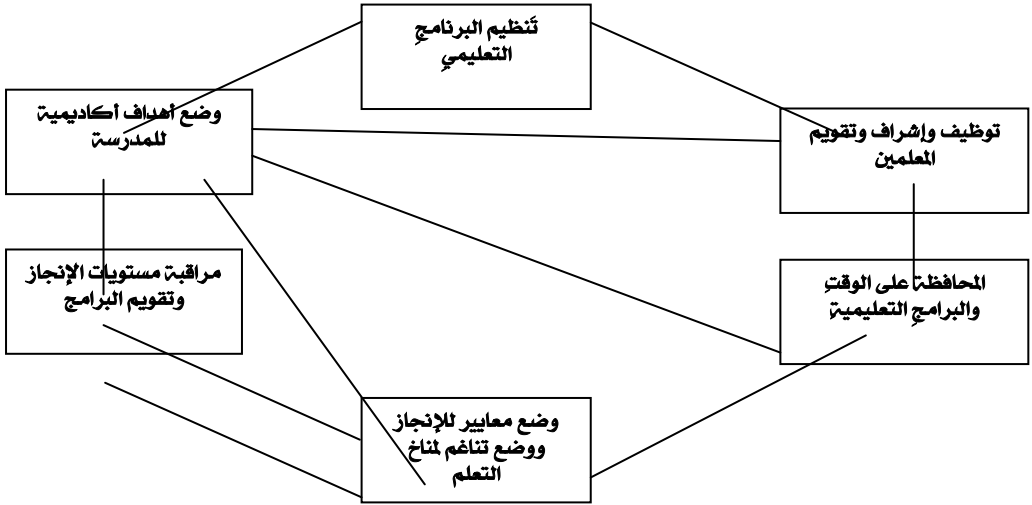 تَنظيم البرنامجِ
التعليميِ
وضع أهداف أكاديمية
للمدرسة
توظيف وإشراف وتقويم
المعلمين
مراقبة مستويات الإنجاز
وتقويم البرامج
المحافظة على الوقتِ
والبرامجِ التعليميةِ
وضع معايير للإنجاز
ووضع تناغم لمناخ
التعلم